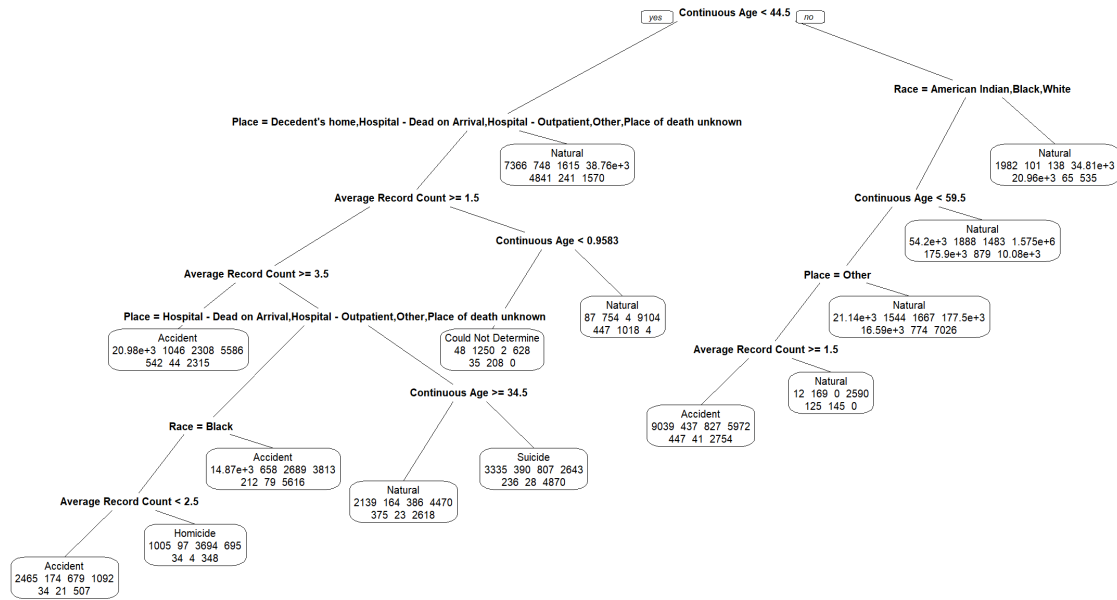 Continuous Age < 44.5
yes
no
Race = American Indian,Black,White
Place = Decedent's home,Hospital - Dead on Arrival,Hospital - Outpatient,Other,Place of death unknown
Natural
7366 748 1615 38.76e+3
4841 241 1570
Natural
1982 101 138 34.81e+3
20.96e+3 65 535
Average Record Count >= 1.5
Continuous Age < 59.5
Continuous Age < 0.9583
Natural
54.2e+3 1888 1483 1.575e+6
175.9e+3 879 10.08e+3
Average Record Count >= 3.5
Place = Other
Place = Hospital - Dead on Arrival,Hospital - Outpatient,Other,Place of death unknown
Natural
87 754 4 9104
447 1018 4
Natural
21.14e+3 1544 1667 177.5e+3
16.59e+3 774 7026
Accident
20.98e+3 1046 2308 5586
542 44 2315
Could Not Determine
48 1250 2 628
35 208 0
Average Record Count >= 1.5
Continuous Age >= 34.5
Natural
12 169 0 2590
125 145 0
Accident
9039 437 827 5972
447 41 2754
Race = Black
Accident
14.87e+3 658 2689 3813
212 79 5616
Suicide
3335 390 807 2643
236 28 4870
Natural
2139 164 386 4470
375 23 2618
Average Record Count < 2.5
Homicide
1005 97 3694 695
34 4 348
Accident
2465 174 679 1092
34 21 507